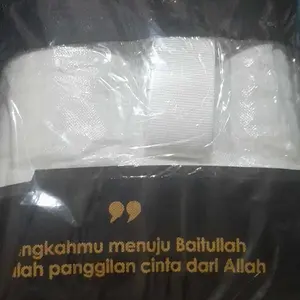 ”
ngkahmu menuju Baitullah
lah panggilan cinta dari Allah